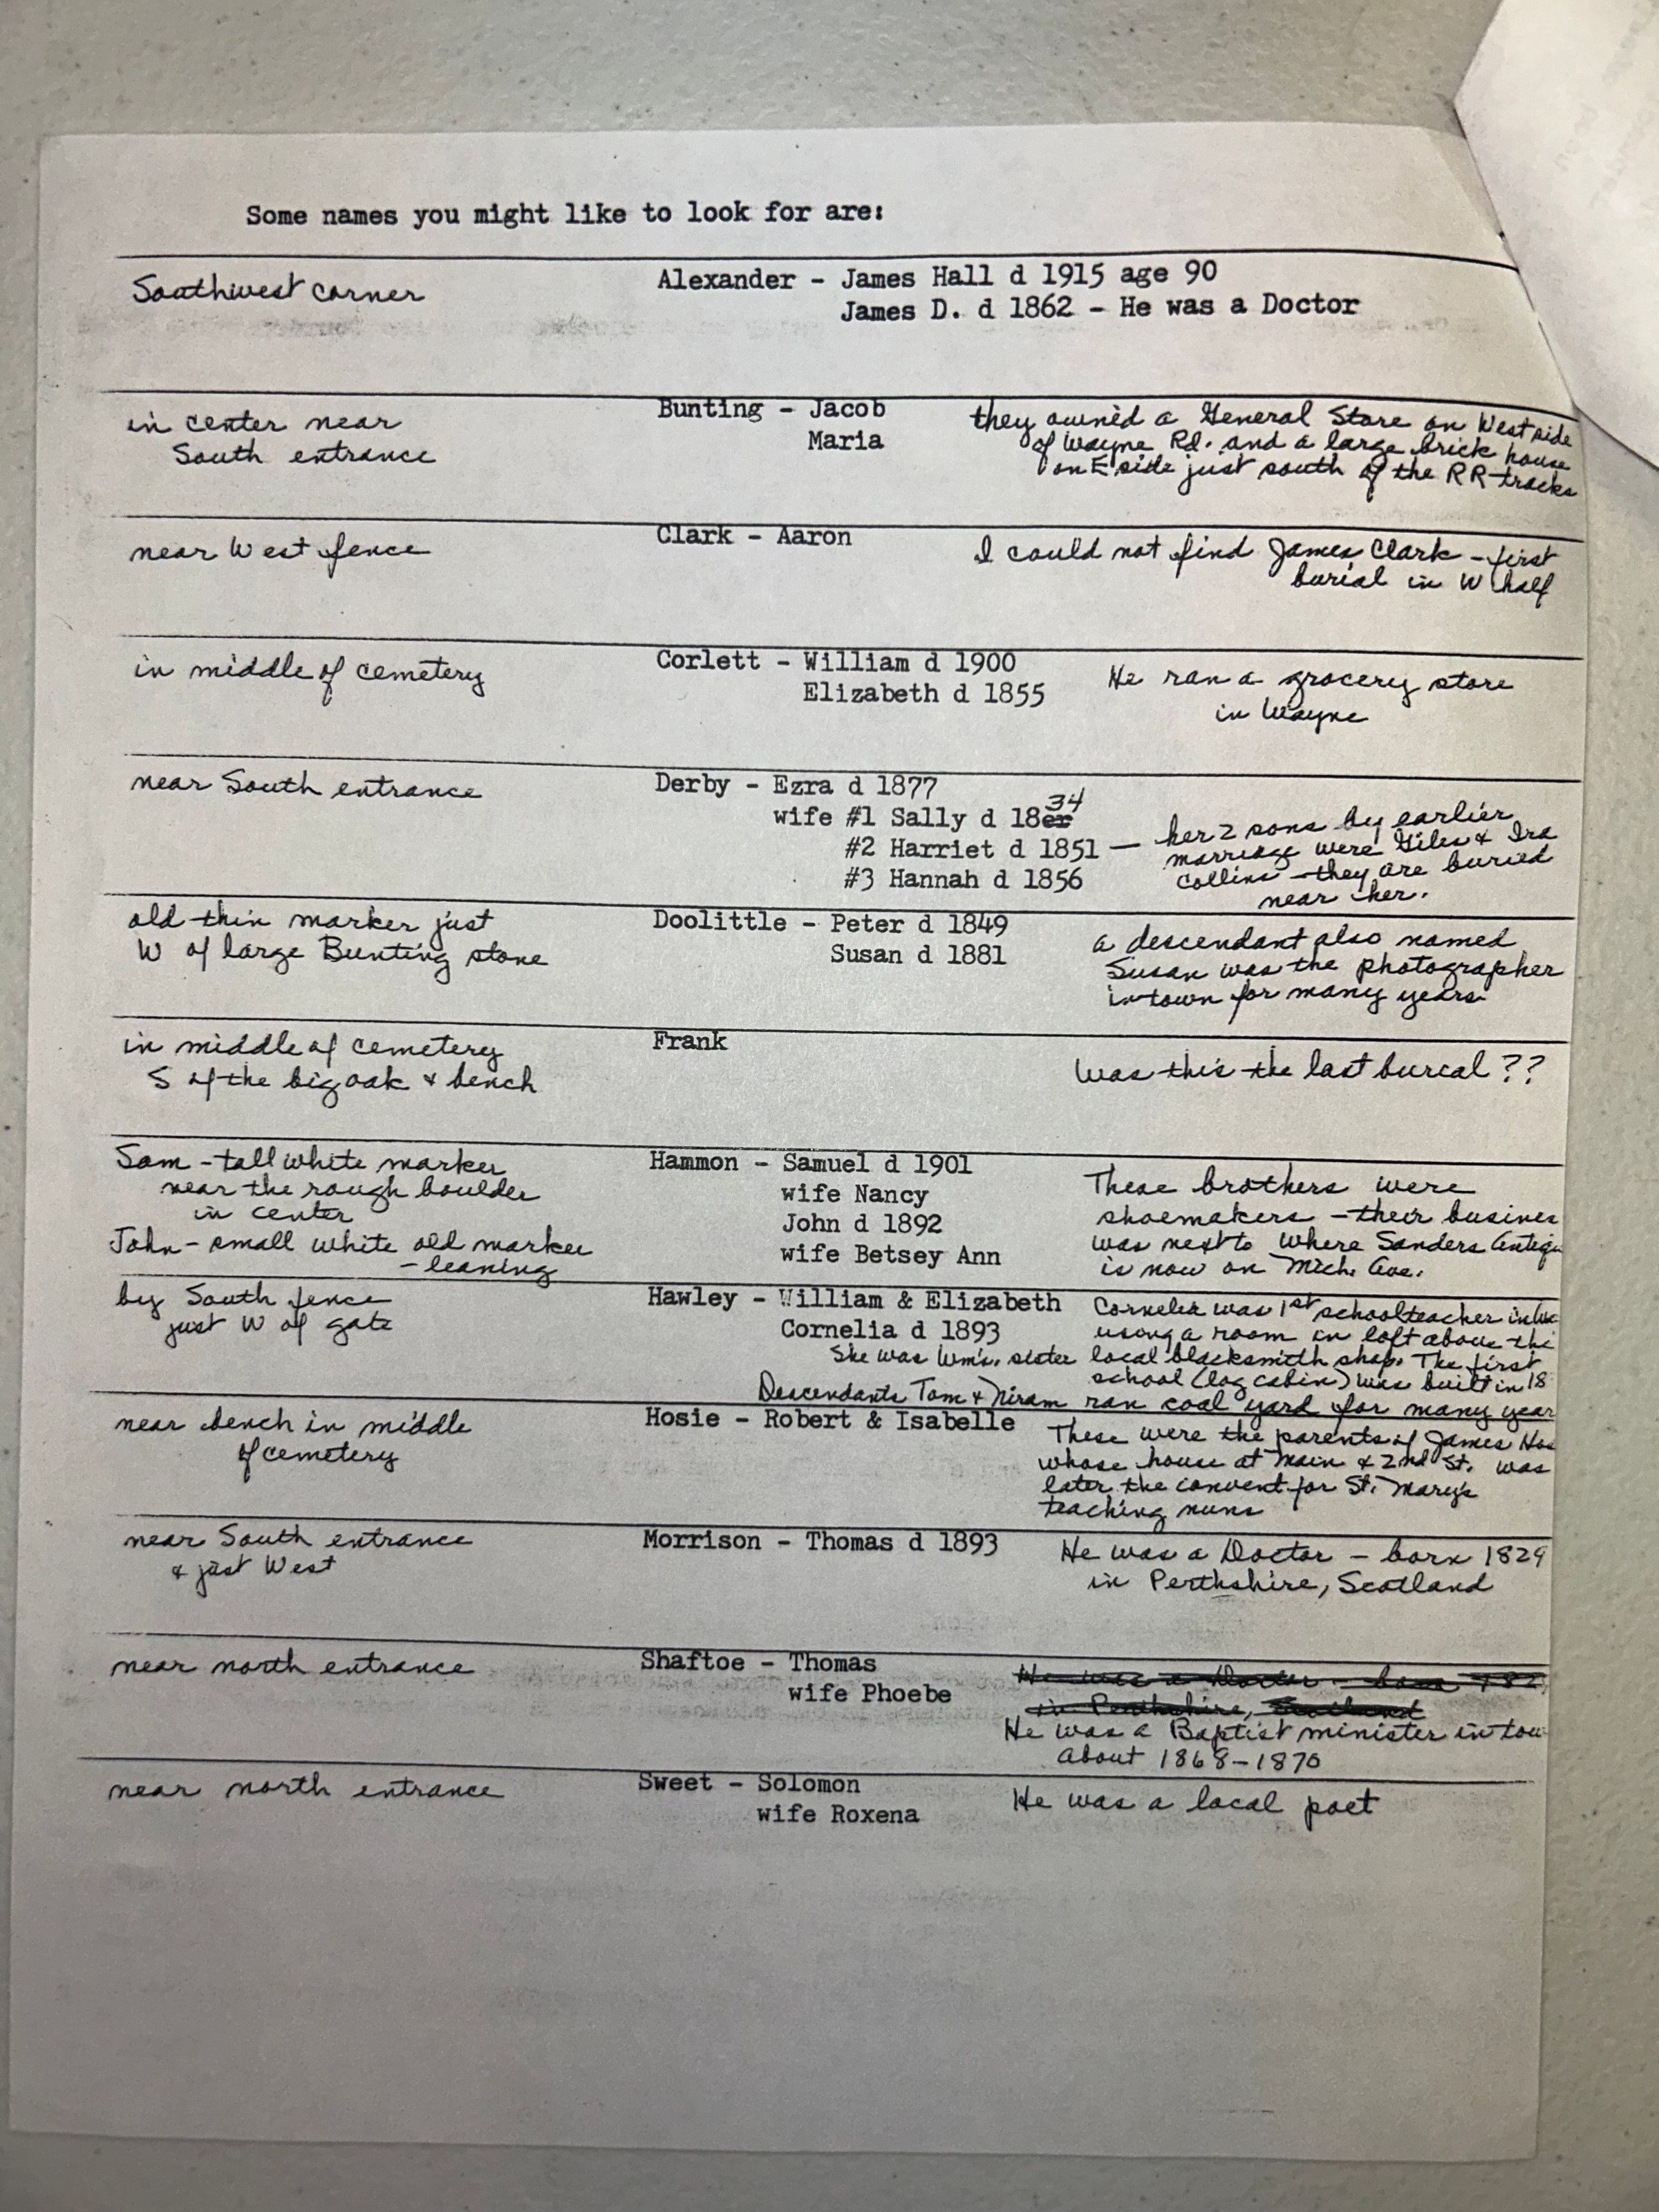 Some names you might like to look for are:
Southwest corner
Alexander - James Hall d 1915 age 90
James D. d 1862 - He was a Doctor
in center near
South entrance
Bunting - Jacob
Maria
they owned a General Store on West side
of Wayne Rd. and a large brick house
on E side just south of the RR tracks
near West fence
Clark - Aaron
I could not find James Clark - first
burial in W half
in middle of cemetery
Corlett - William d 1900
Elizabeth d 1855
He ran a grocery store
in Wayne
near South entrance
Derby - Ezra d 1877
34
wife #1 Sally d 18
#2 Harriet d 1851 —
#3 Hannah d 1856
her 2 sons by earlier
marriage were Giles & Ira
Collins - they are buried
near her.
old thin marker just
W of large Bunting stone
Doolittle - Peter d 1849
Susan d 1881
a descendant also named
Susan was the photographer
in town for many years
in middle of cemetery
S of the big oak & bench
Frank
Was this the last burial ??
Sam - tall white marker
near the rough boulder
in center
John - small white old marker
- leaning
Hammon - Samuel d 1901
wife Nancy
John d 1892
wife Betsey Ann
These brothers were
shoemakers - their busines
was next to where Sanders Antiqu
is now on Mich. Ave.
by South fence
just W of gate
Hawley - William & Elizabeth
Cornelia d 1893
She was Wm's. sister
Cornelia was 1st schoolteacher in
using a room in loft above the
local blacksmith shop. The first
school (log cabin) was built in 18
Descendants Tom & Hiram ran coal yard for many year
near bench in middle
of cemetery
Hosie - Robert & Isabelle
These were the parents of James Hos
whose house at Main & 2nd St. was
later the convent for St. Mary's
teaching nuns
near South entrance
& just West
Morrison - Thomas d 1893
He was a Doctor - born 1829
in Perthshire, Scotland
near north entrance
Shaftoe - Thomas
wife Phoebe
He was a Doctor - born 182
in Perthshire, Scotland
He was a Baptist minister in tow
about 1868-1870
near north entrance
Sweet - Solomon
wife Roxena
He was a local poet